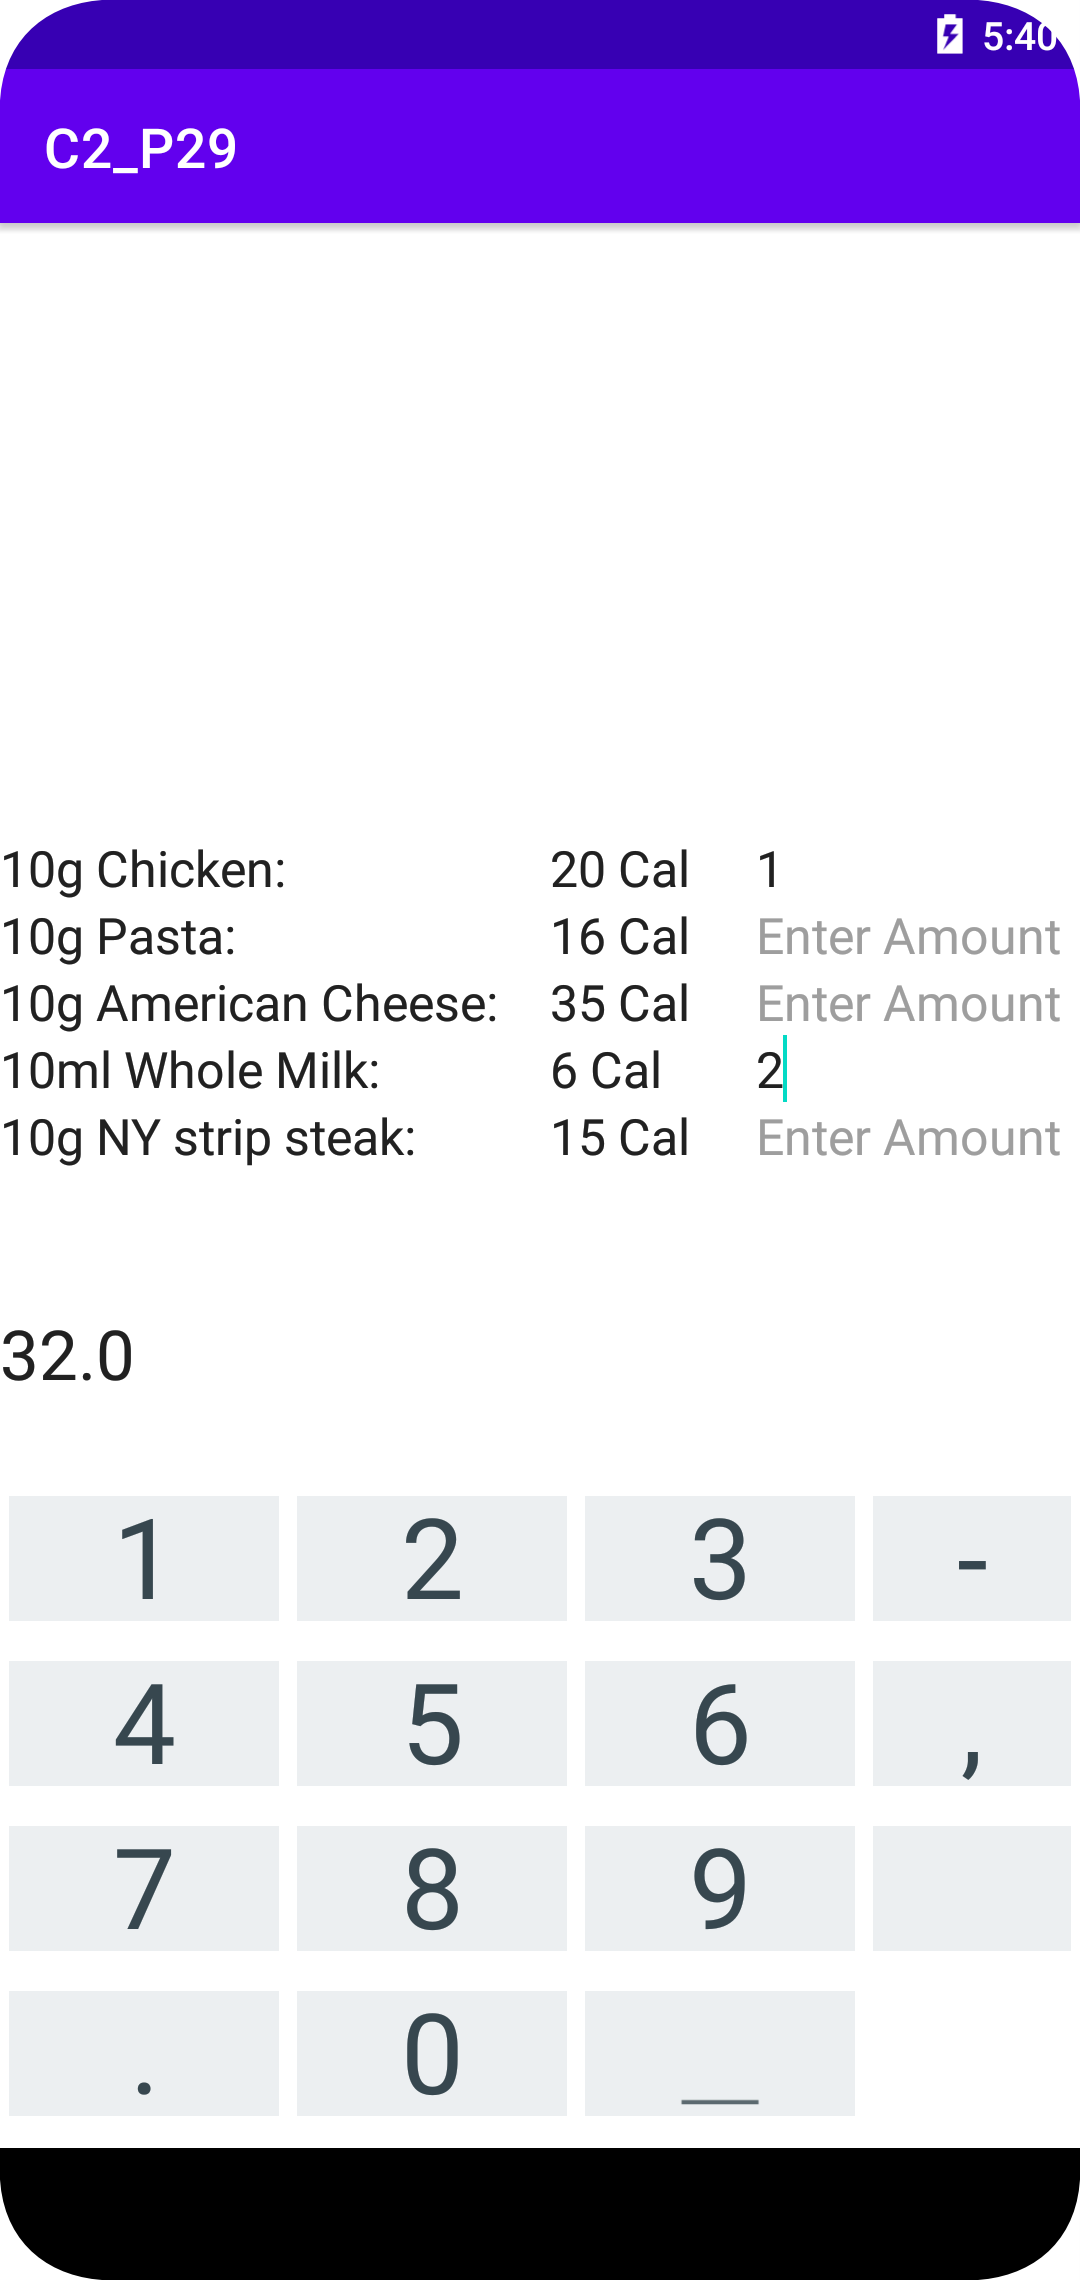 5:40
C2_P29
10g Chicken: 20 Cal 1
10g Pasta: 16 Cal Enter Amount
10g American Cheese: 35 Cal Enter Amount
10ml Whole Milk: 6 Cal 2
10g NY strip steak: 15 Cal Enter Amount
32.0
1 2 3 -
4 5 6 ,
7 8 9
. 0 _